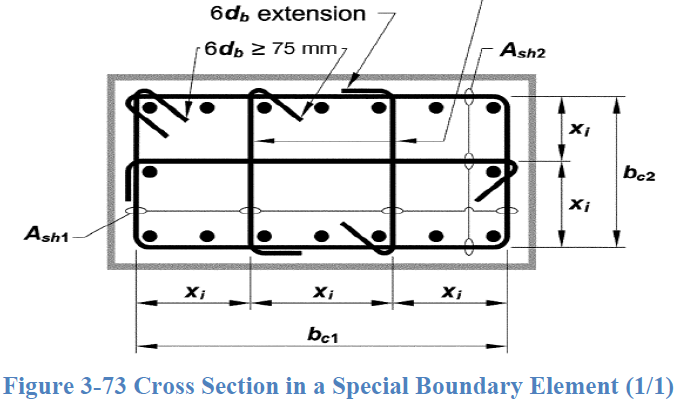 6d_b extension
6d_b ≥ 75 mm
A_sh2
x_i
b_c2
x_i
A_sh1
x_i x_i x_i
b_c1
Figure 3-73 Cross Section in a Special Boundary Element (1/1)